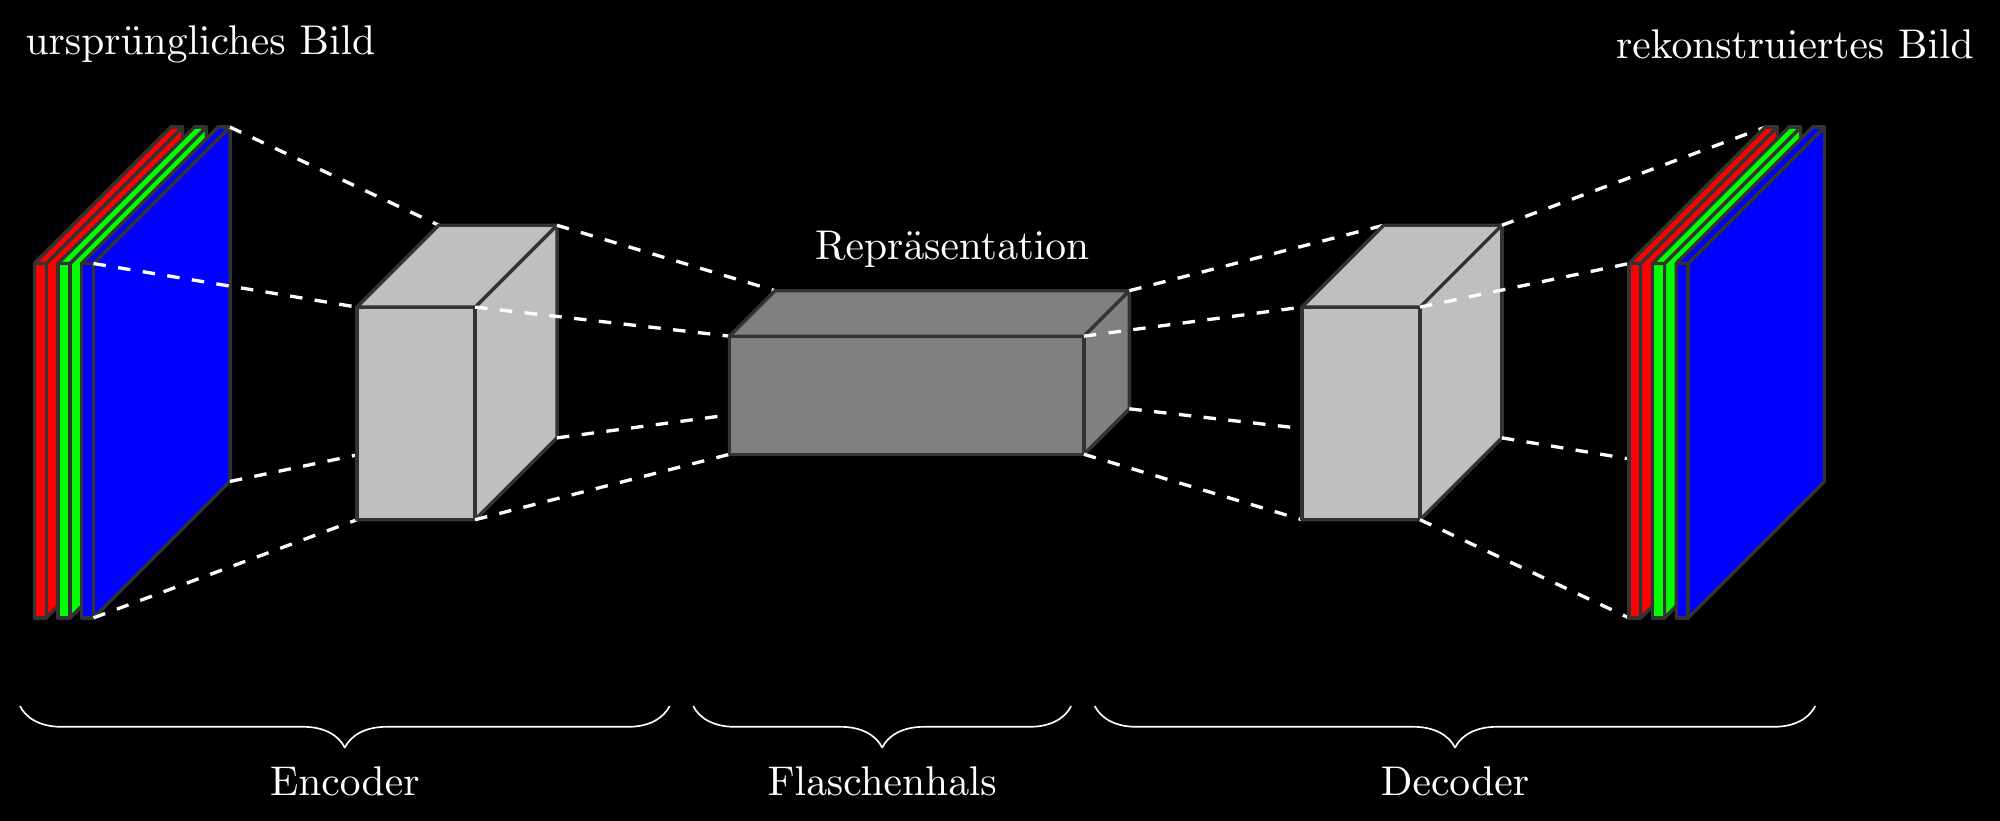 ursprüngliches Bild
rekonstruiertes Bild
Repräsentation
Encoder
Flaschenhals
Decoder